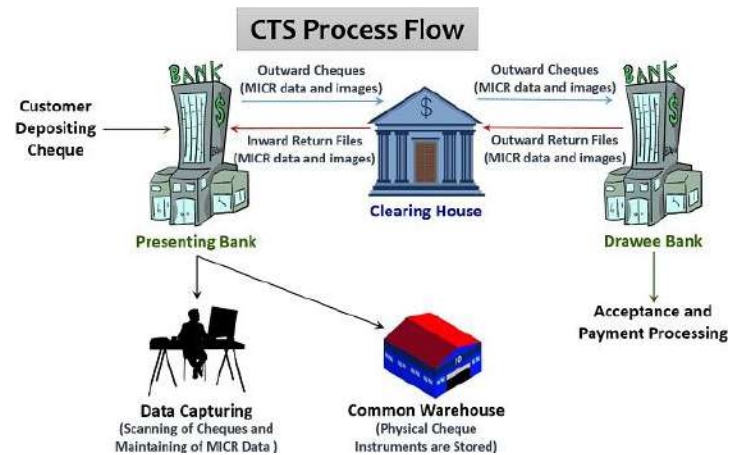 CTS Process Flow
BANK
Outward Cheques
(MICR data and images)
Outward Cheques
(MICR data and images)
BANK
Customer
Depositing
Cheque
$
$
$
Inward Return Files
(MICR data and images)
Outward Return Files
(MICR data and images)
Clearing House
Presenting Bank
Drawee Bank
Acceptance and
Payment Processing
Data Capturing
(Scanning of Cheques and
Maintaining of MICR Data )
Common Warehouse
(Physical Cheque
Instruments are Stored)